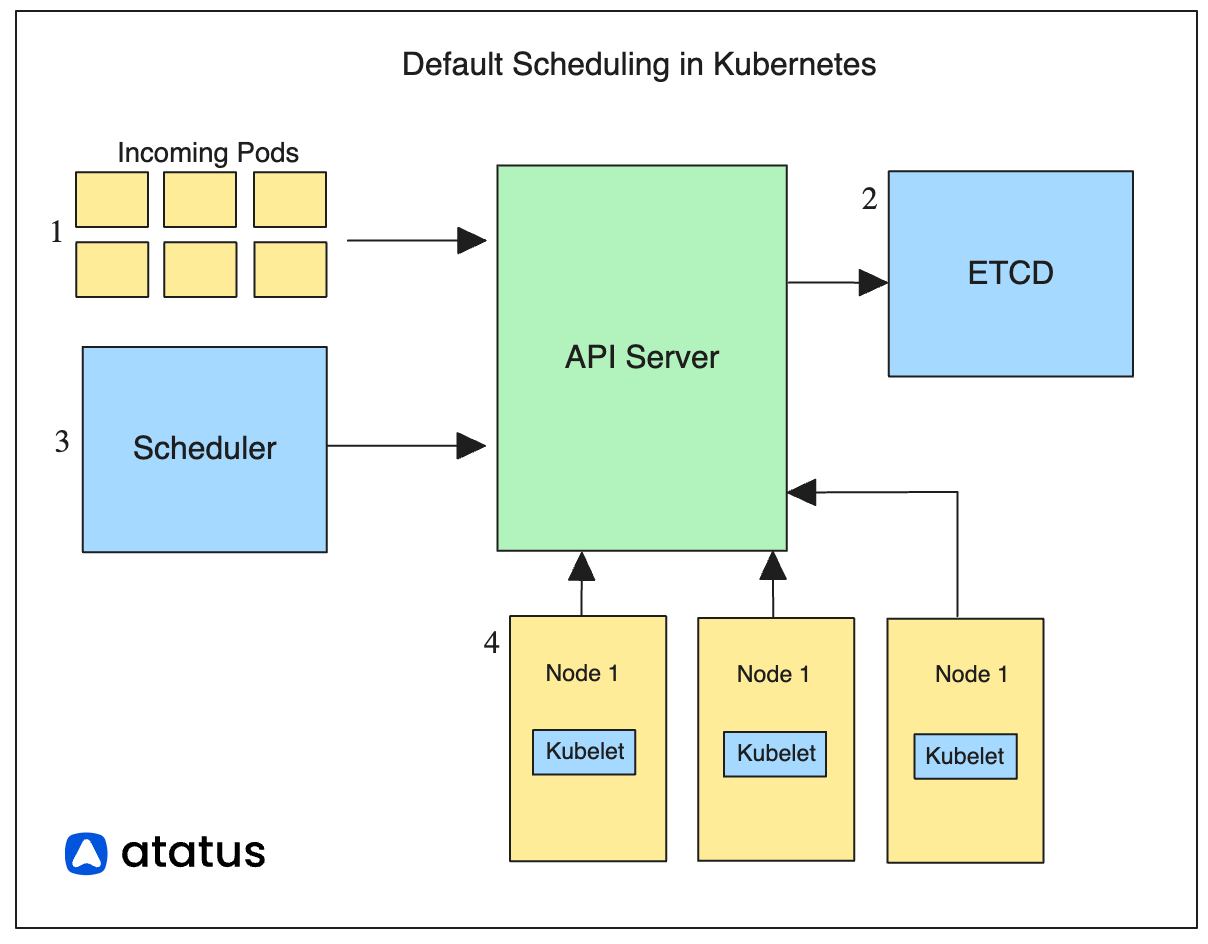 Default Scheduling in Kubernetes
Incoming Pods
1
2
ETCD
API Server
3
Scheduler
4
Node 1
Node 1
Node 1
Kubelet
Kubelet
Kubelet
atatus